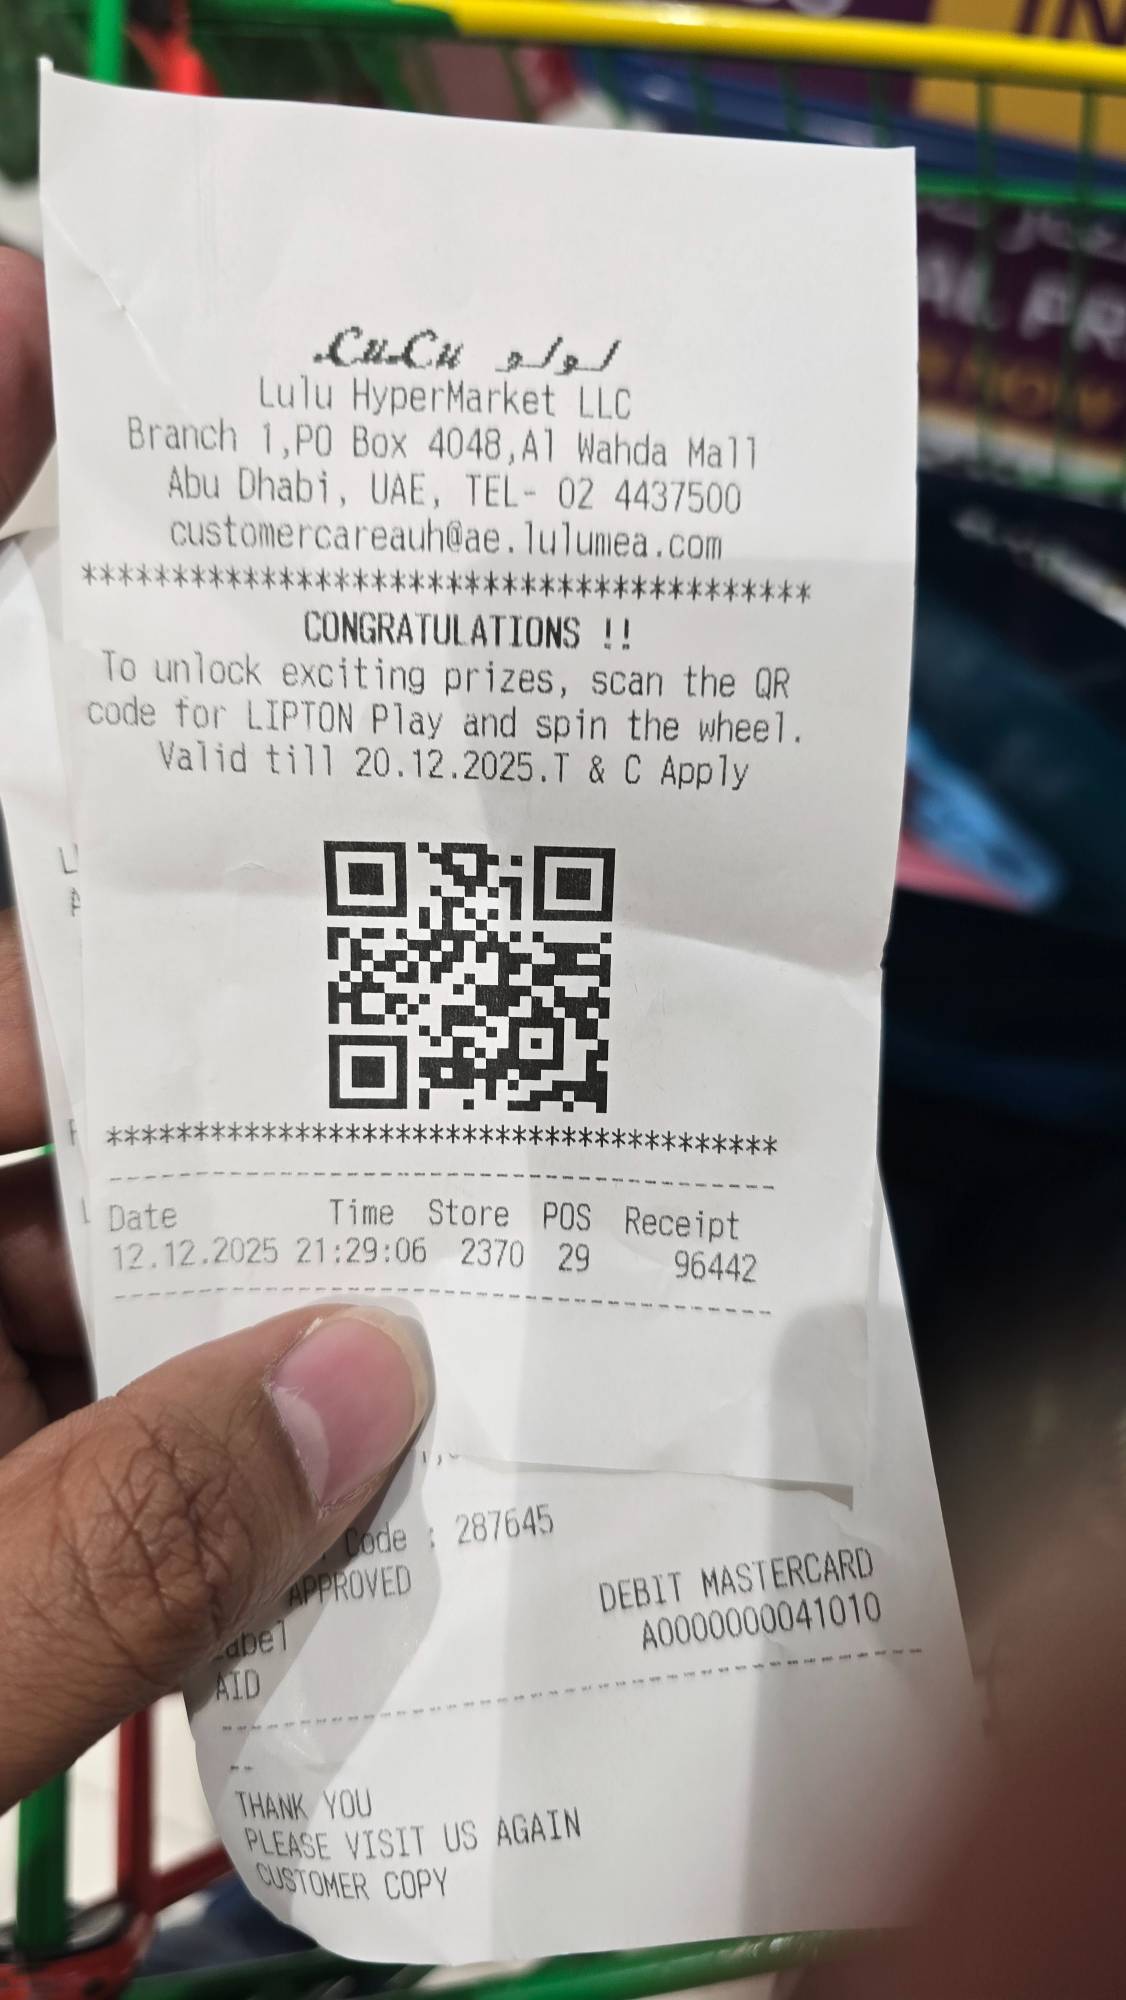 LuLu لولو
Lulu HyperMarket LLC
Branch 1,PO Box 4048,Al Wahda Mall
Abu Dhabi, UAE, TEL- 02 4437500
customercareauh@ae.lulumea.com
****************************************
CONGRATULATIONS !!
To unlock exciting prizes, scan the QR
code for LIPTON Play and spin the wheel.
Valid till 20.12.2025.T & C Apply
****************************************
Date Time Store POS Receipt
12.12.2025 21:29:06 2370 29 96442
Code : 287645
APPROVED
Label DEBIT MASTERCARD
AID A0000000041010
--
THANK YOU
PLEASE VISIT US AGAIN
CUSTOMER COPY